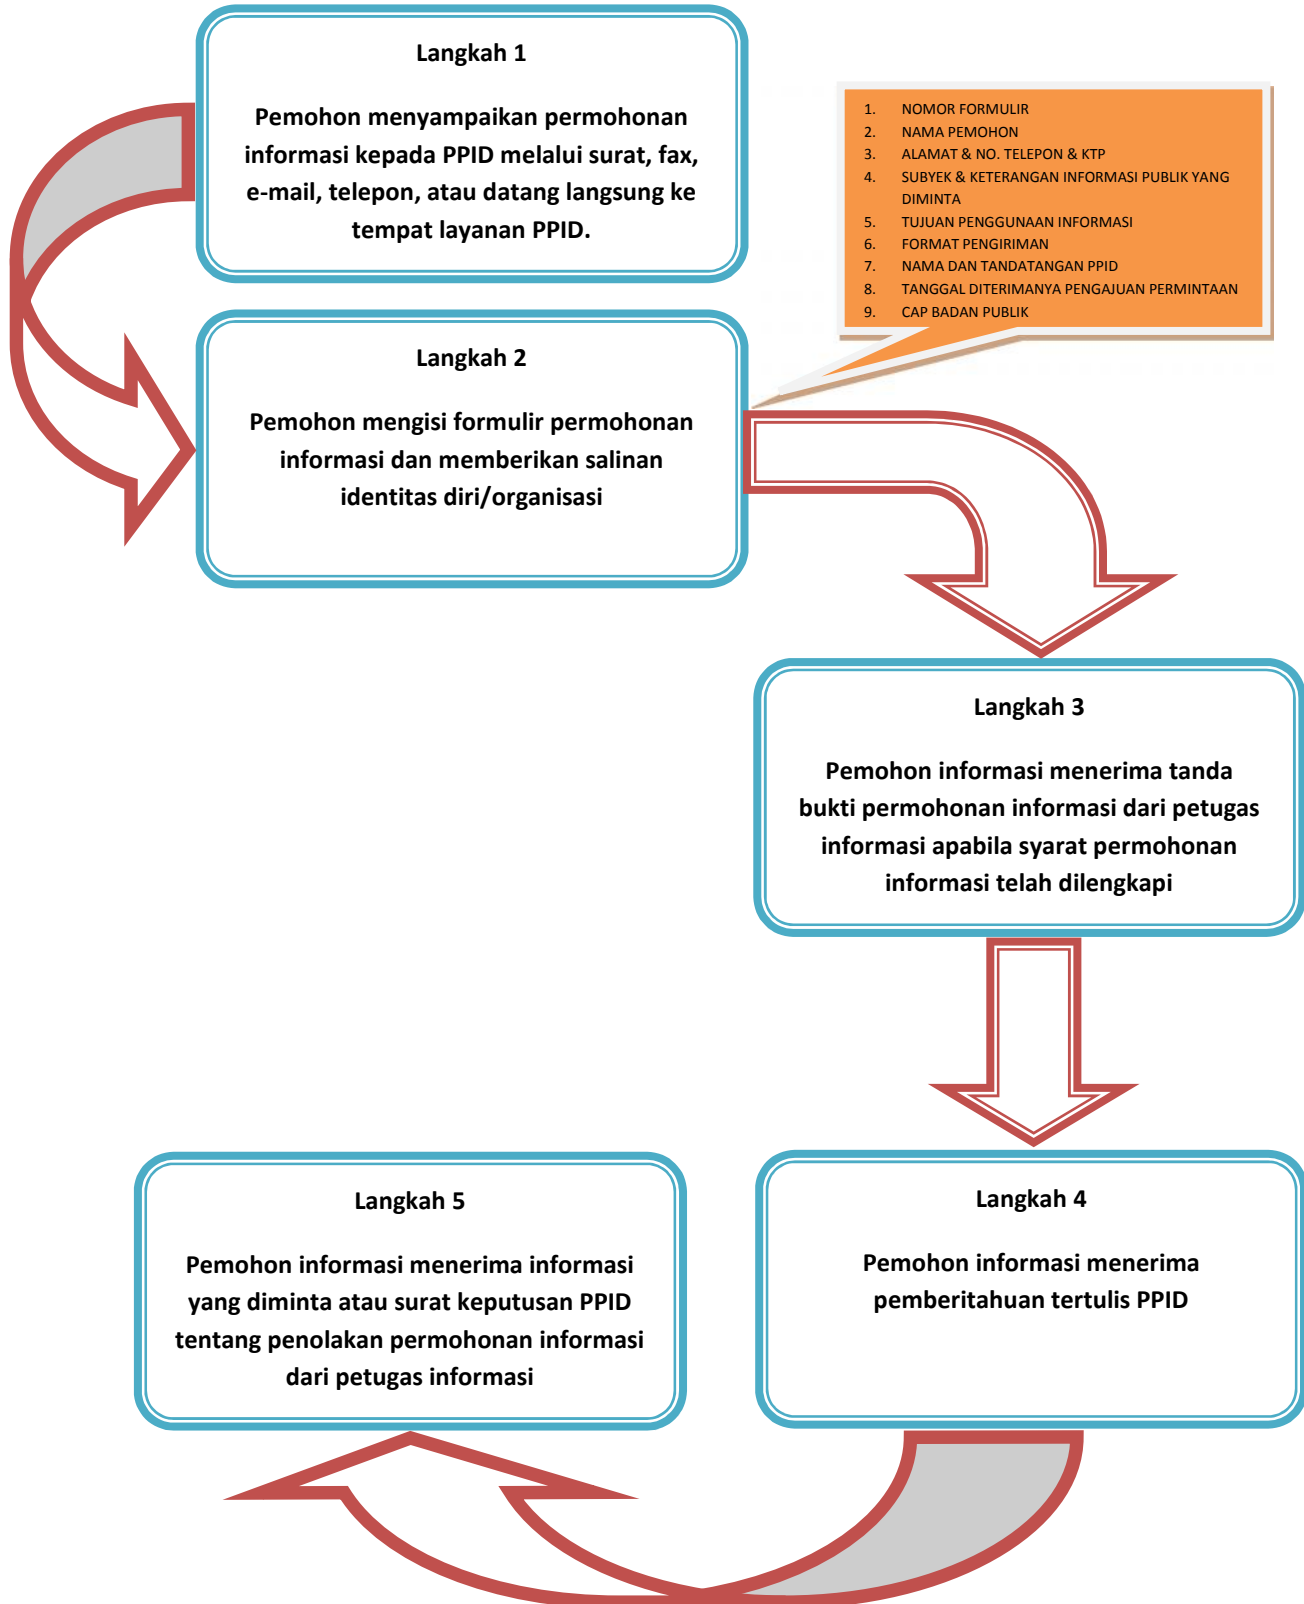 Langkah 1
Pemohon menyampaikan permohonan
informasi kepada PPID melalui surat, fax,
e-mail, telepon, atau datang langsung ke
tempat layanan PPID.
1. NOMOR FORMULIR
2. NAMA PEMOHON
3. ALAMAT & NO. TELEPON & KTP
4. SUBYEK & KETERANGAN INFORMASI PUBLIK YANG
DIMINTA
5. TUJUAN PENGGUNAAN INFORMASI
6. FORMAT PENGIRIMAN
7. NAMA DAN TANDATANGAN PPID
8. TANGGAL DITERIMANYA PENGAJUAN PERMINTAAN
9. CAP BADAN PUBLIK
Langkah 2
Pemohon mengisi formulir permohonan
informasi dan memberikan salinan
identitas diri/organisasi
Langkah 3
Pemohon informasi menerima tanda
bukti permohonan informasi dari petugas
informasi apabila syarat permohonan
informasi telah dilengkapi
Langkah 4
Pemohon informasi menerima
pemberitahuan tertulis PPID
Langkah 5
Pemohon informasi menerima informasi
yang diminta atau surat keputusan PPID
tentang penolakan permohonan informasi
dari petugas informasi